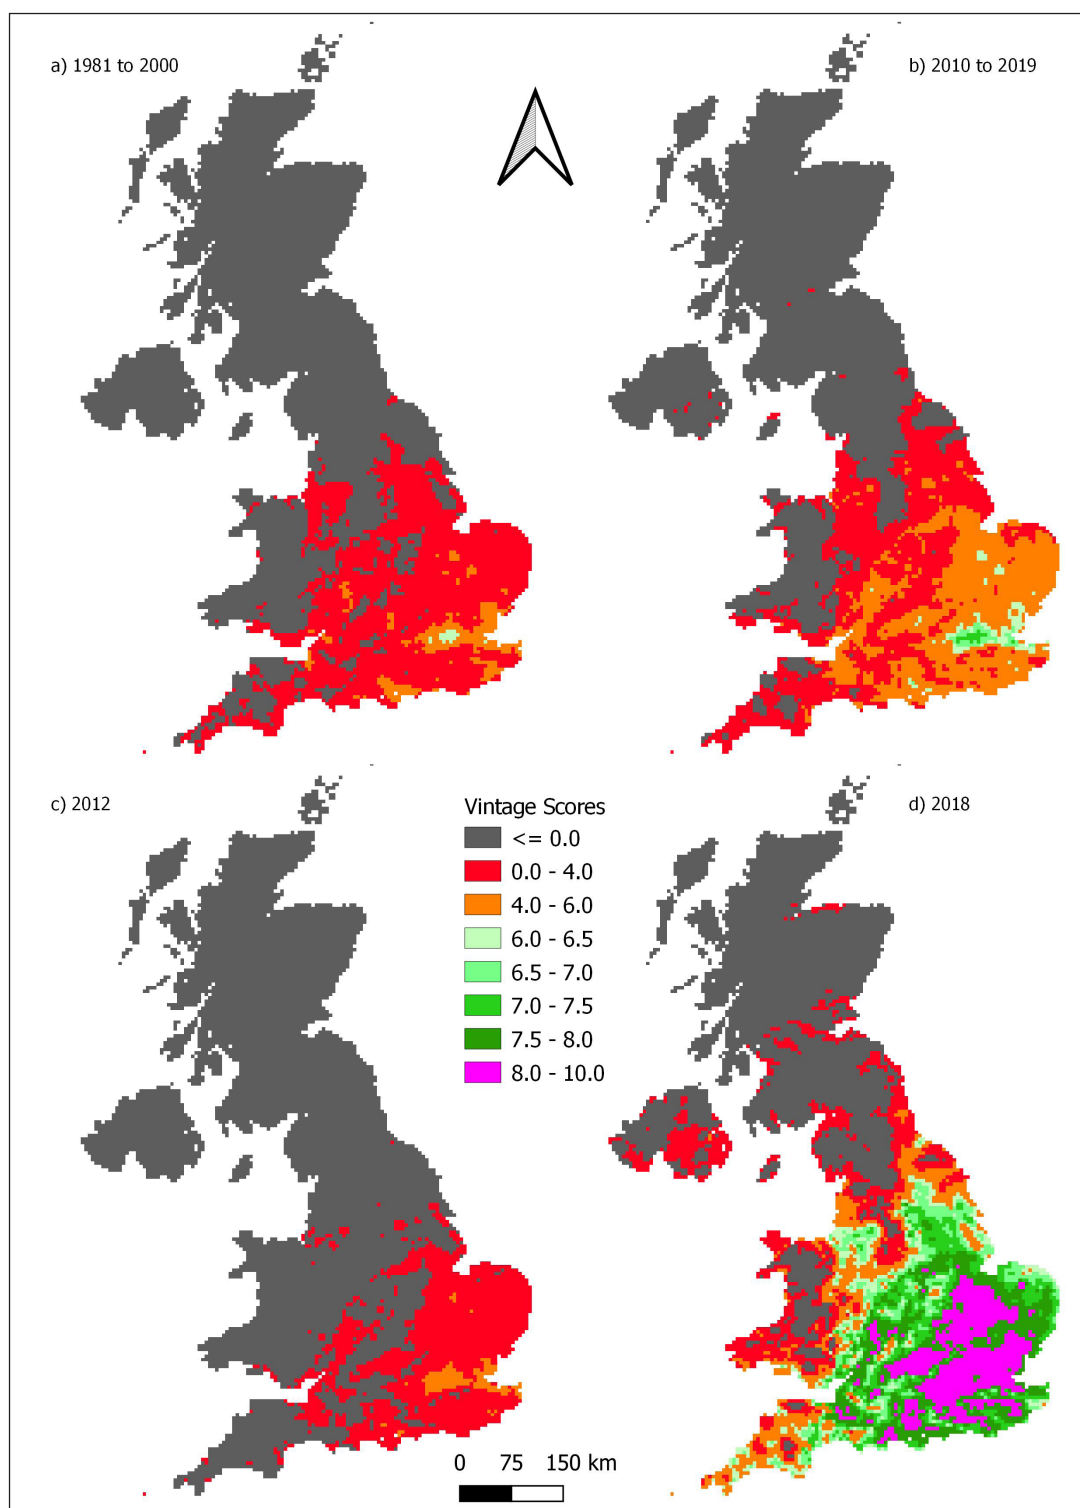 a) 1981 to 2000
b) 2010 to 2019
c) 2012
Vintage Scores
d) 2018
<= 0.0
0.0 - 4.0
4.0 - 6.0
6.0 - 6.5
6.5 - 7.0
7.0 - 7.5
7.5 - 8.0
8.0 - 10.0
0 75 150 km